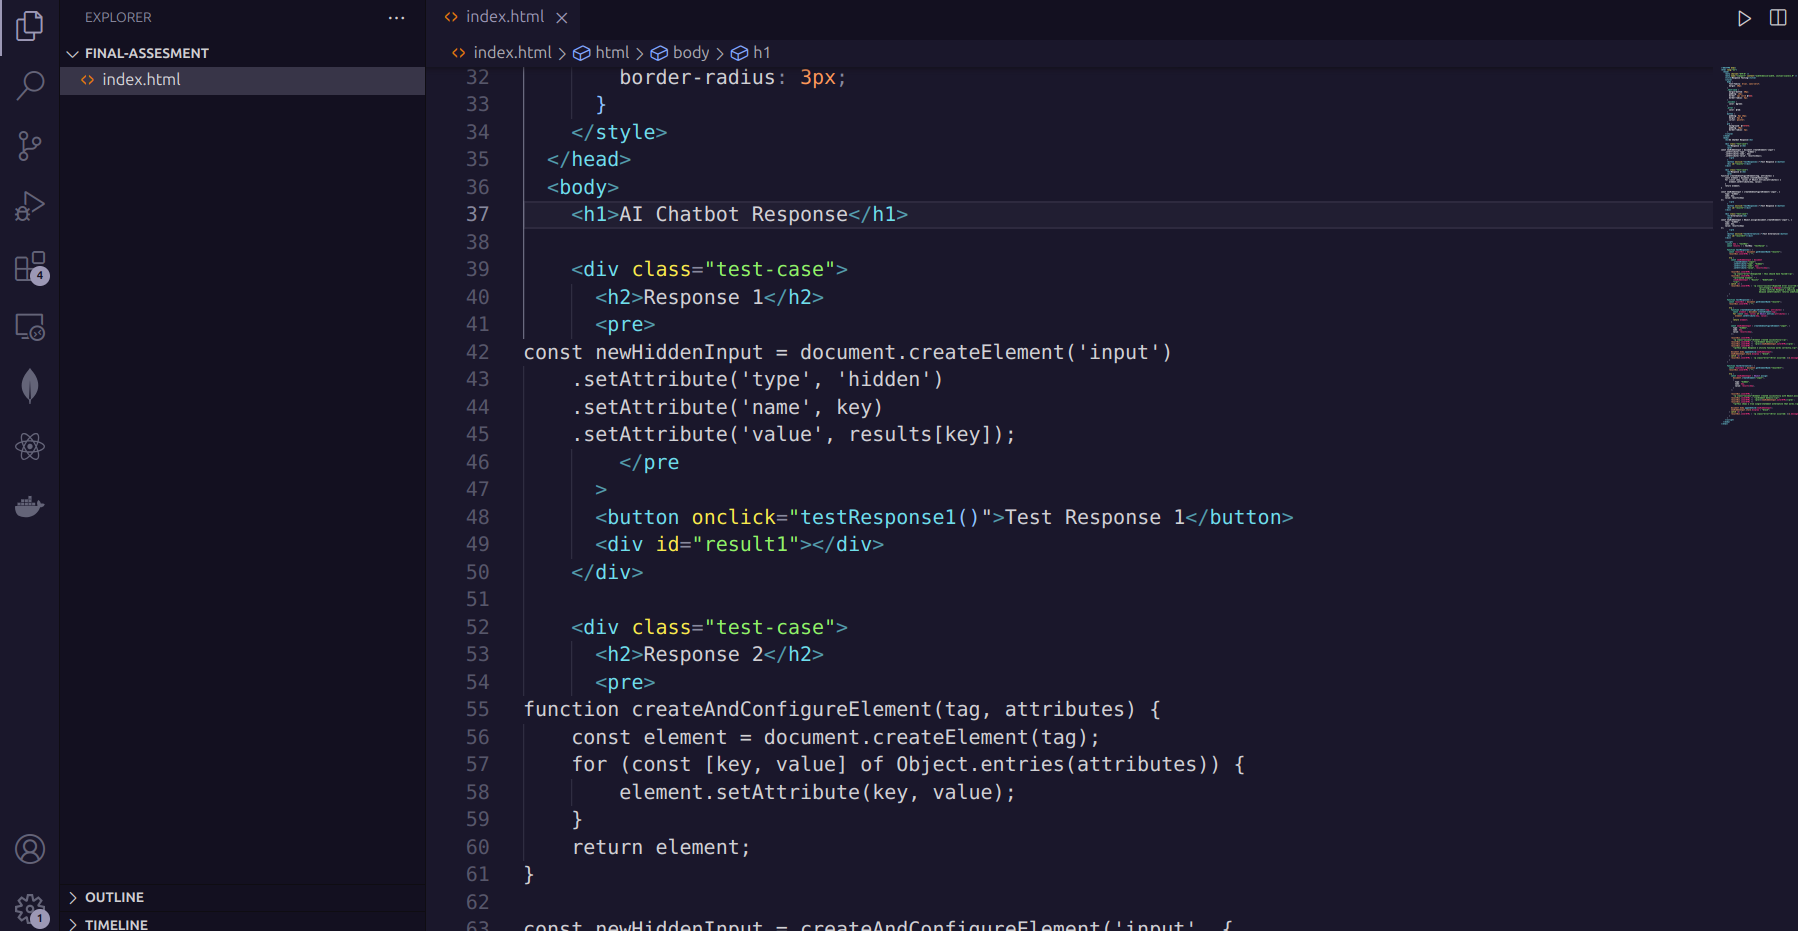 EXPLORER
FINAL-ASSESMENT
index.html
4
1
OUTLINE
TIMELINE
index.html
index.html > html > body > h1
32 border-radius: 3px;
33 }
34 </style>
35 </head>
36 <body>
37 <h1>AI Chatbot Response</h1>
38
39 <div class="test-case">
40 <h2>Response 1</h2>
41 <pre>
42 const newHiddenInput = document.createElement('input')
43 .setAttribute('type', 'hidden')
44 .setAttribute('name', key)
45 .setAttribute('value', results[key]);
46 </pre
47 >
48 <button onclick="testResponse1()">Test Response 1</button>
49 <div id="result1"></div>
50 </div>
51
52 <div class="test-case">
53 <h2>Response 2</h2>
54 <pre>
55 function createAndConfigureElement(tag, attributes) {
56 const element = document.createElement(tag);
57 for (const [key, value] of Object.entries(attributes)) {
58 element.setAttribute(key, value);
59 }
60 return element;
61 }
62
63 const newHiddenInput = createAndConfigureElement('input', {